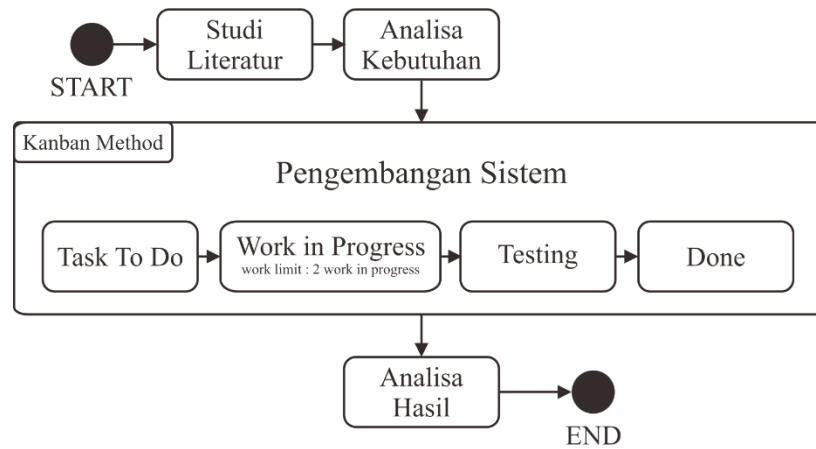 START
Studi
Literatur
Analisa
Kebutuhan
Kanban Method
Pengembangan Sistem
Task To Do
Work in Progress
work limit : 2 work in progress
Testing
Done
Analisa
Hasil
END